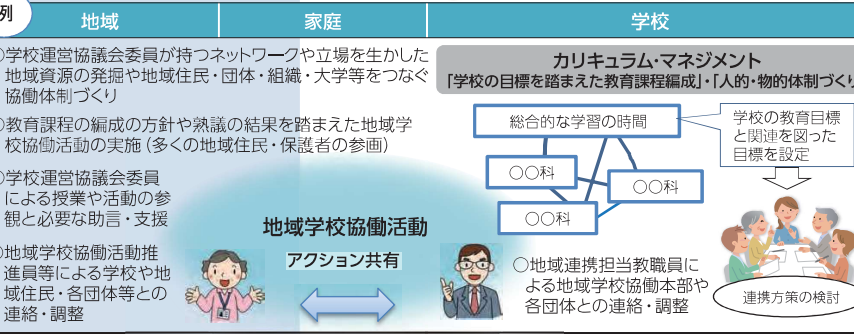 例
地域
家庭
学校
○学校運営協議会委員が持つネットワークや立場を生かした
地域資源の発掘や地域住民・団体・組織・大学等をつなぐ
協働体制づくり
○教育課程の編成の方針や熟議の結果を踏まえた地域学
校協働活動の実施（多くの地域住民・保護者の参画）
○学校運営協議会委員
による授業や活動の参
観と必要な助言・支援
○地域学校協働活動推
進員等による学校や地
域住民・各団体等との
連絡・調整
地域学校協働活動
アクション共有
カリキュラム・マネジメント
「学校の目標を踏まえた教育課程編成」・「人的・物的体制づくり
総合的な学習の時間
○○科
○○科
○○科
学校の教育目標
と関連を図った
目標を設定
○地域連携担当教職員に
よる地域学校協働本部や
各団体との連絡・調整
連携方策の検討